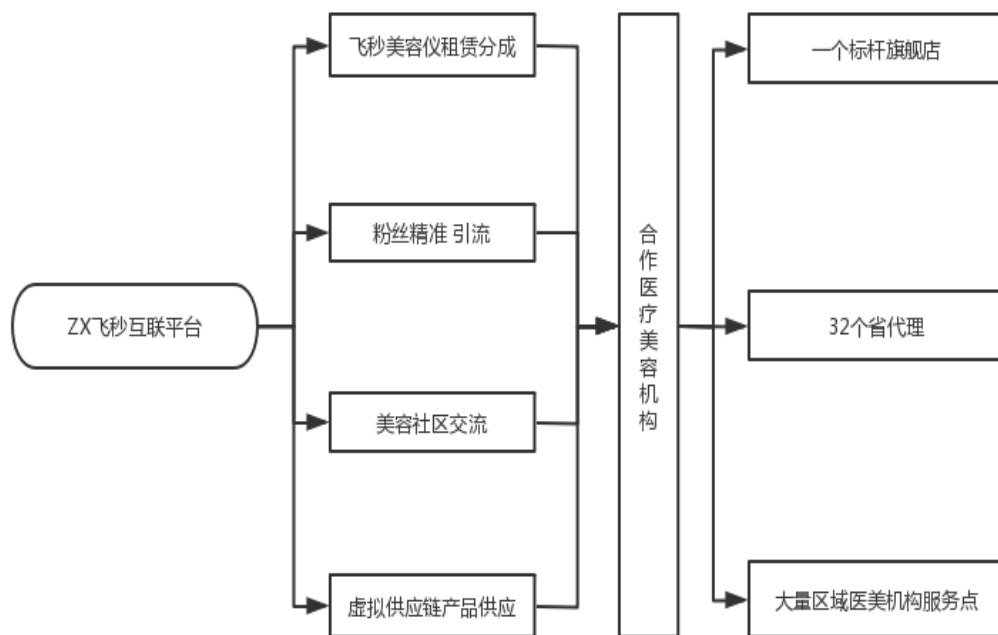 飞秒美容仪租赁分成
一个标杆旗舰店
粉丝精准 引流
合作医疗美容机构
ZX飞秒互联平台
32个省代理
美容社区交流
虚拟供应链产品供应
大量区域医美机构服务点